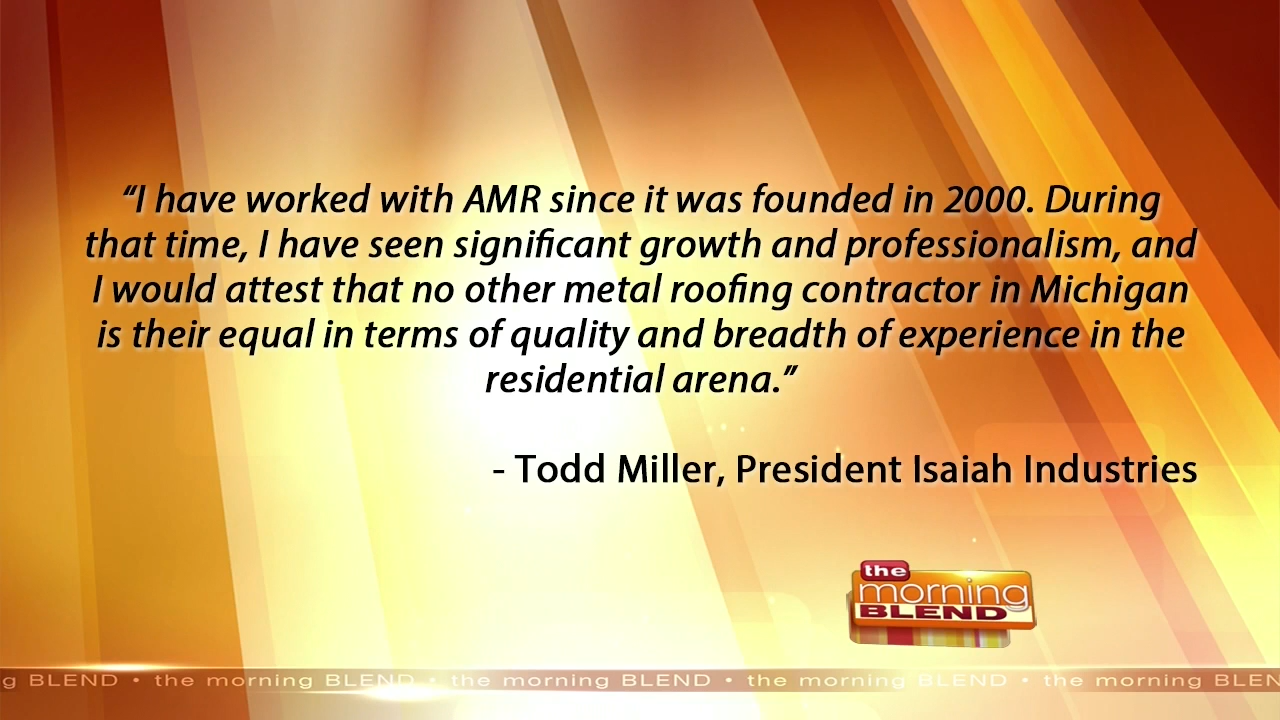 “I have worked with AMR since it was founded in 2000. During
that time, I have seen significant growth and professionalism, and
I would attest that no other metal roofing contractor in Michigan
is their equal in terms of quality and breadth of experience in the
residential arena.”
- Todd Miller, President Isaiah Industries
the
morning
BLEND
g BLEND • the morning BLEND • the morning BLEND • the morning BLEND • the morning BLEN